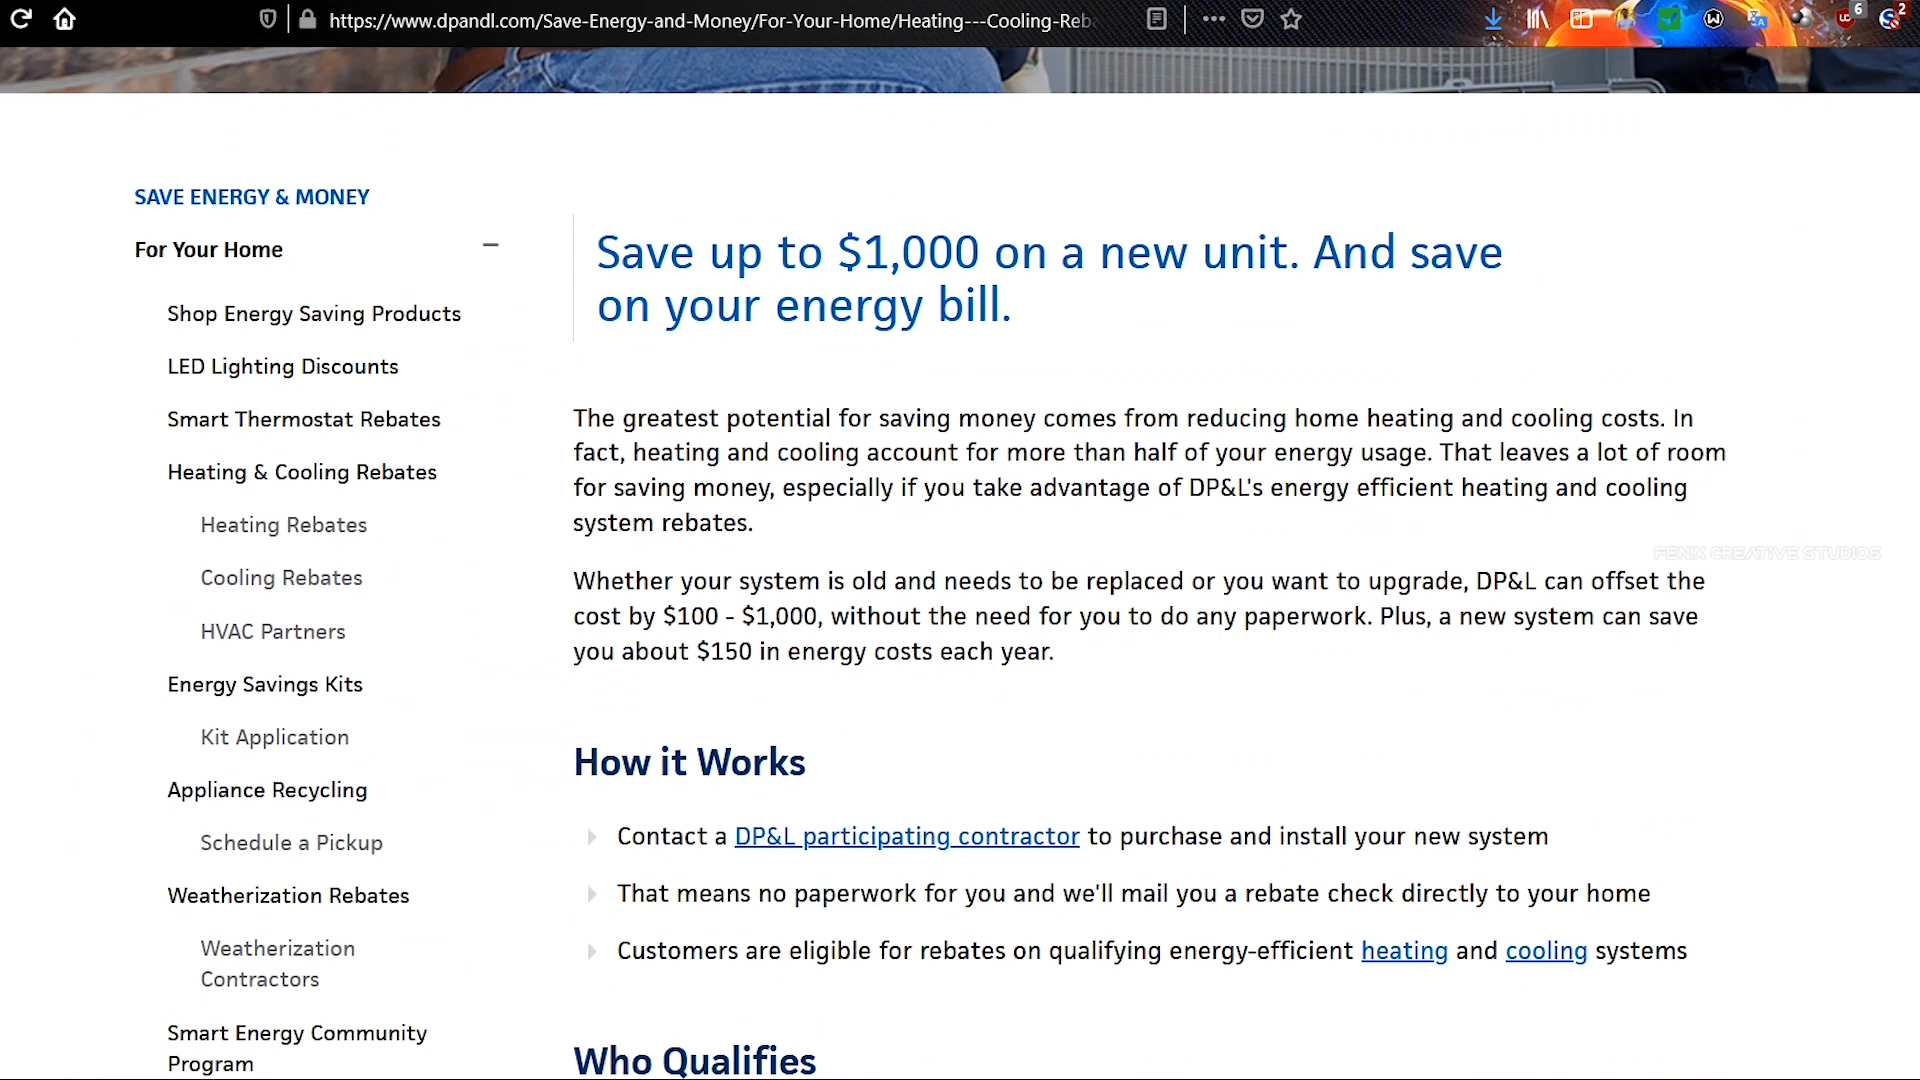 https://www.dpandl.com/Save-Energy-and-Money/For-Your-Home/Heating---Cooling-Reb
6
2
SAVE ENERGY & MONEY
For Your Home
Shop Energy Saving Products
LED Lighting Discounts
Smart Thermostat Rebates
Heating & Cooling Rebates
Heating Rebates
Cooling Rebates
HVAC Partners
Energy Savings Kits
Kit Application
Appliance Recycling
Schedule a Pickup
Weatherization Rebates
Weatherization
Contractors
Smart Energy Community
Program
Save up to $1,000 on a new unit. And save
on your energy bill.
The greatest potential for saving money comes from reducing home heating and cooling costs. In
fact, heating and cooling account for more than half of your energy usage. That leaves a lot of room
for saving money, especially if you take advantage of DP&L's energy efficient heating and cooling
system rebates.
FENIX CREATIVE STUDIOS
Whether your system is old and needs to be replaced or you want to upgrade, DP&L can offset the
cost by $100 - $1,000, without the need for you to do any paperwork. Plus, a new system can save
you about $150 in energy costs each year.
How it Works
Contact a DP&L participating contractor to purchase and install your new system
That means no paperwork for you and we'll mail you a rebate check directly to your home
Customers are eligible for rebates on qualifying energy-efficient heating and cooling systems
Who Qualifies